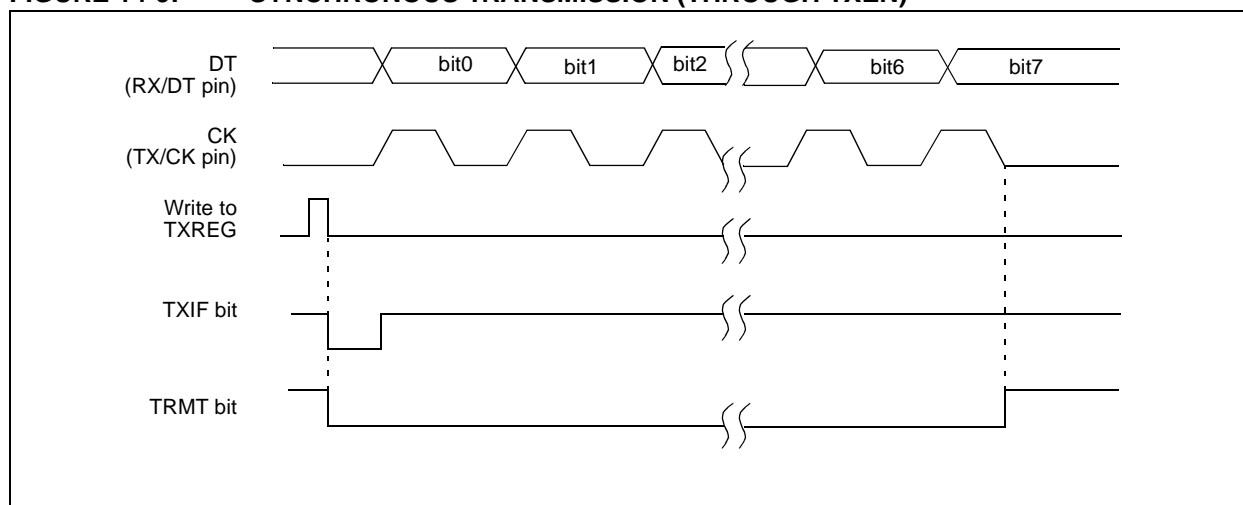 DT
(RX/DT pin)
bit0 bit1 bit2 bit6 bit7
CK
(TX/CK pin)
Write to
TXREG
TXIF bit
TRMT bit